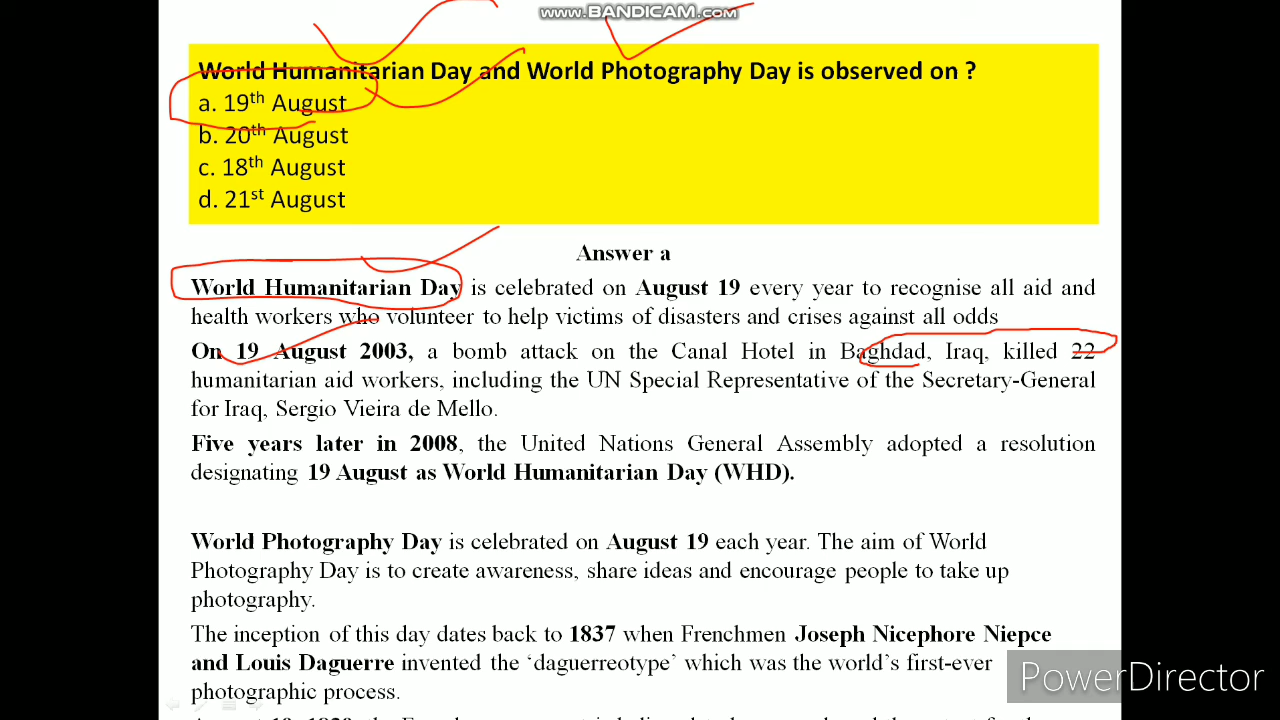 www.BANDICAM.com
World Humanitarian Day and World Photography Day is observed on ?
a. 19th August
b. 20th August
c. 18th August
d. 21st August
Answer a
World Humanitarian Day is celebrated on August 19 every year to recognise all aid and
health workers who volunteer to help victims of disasters and crises against all odds
On 19 August 2003, a bomb attack on the Canal Hotel in Baghdad, Iraq, killed 22
humanitarian aid workers, including the UN Special Representative of the Secretary-General
for Iraq, Sergio Vieira de Mello.
Five years later in 2008, the United Nations General Assembly adopted a resolution
designating 19 August as World Humanitarian Day (WHD).
World Photography Day is celebrated on August 19 each year. The aim of World
Photography Day is to create awareness, share ideas and encourage people to take up
photography.
The inception of this day dates back to 1837 when Frenchmen Joseph Nicephore Niepce
and Louis Daguerre invented the ‘daguerreotype’ which was the world’s first-ever
photographic process.
PowerDirector